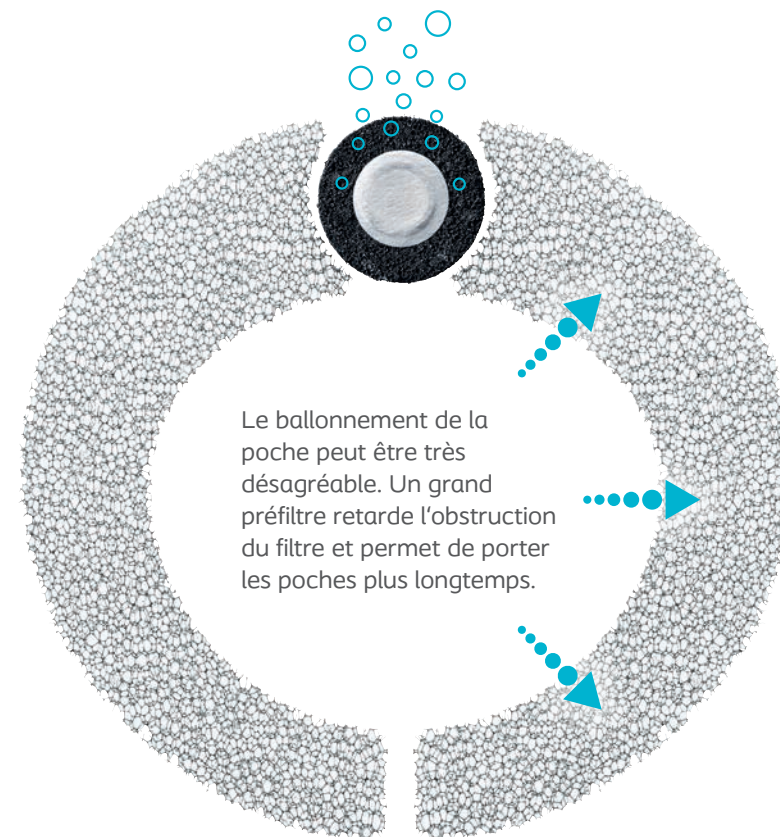 Le ballonnement de la
poche peut être très
désagréable. Un grand
préfiltre retarde l'obstruction
du filtre et permet de porter
les poches plus longtemps.